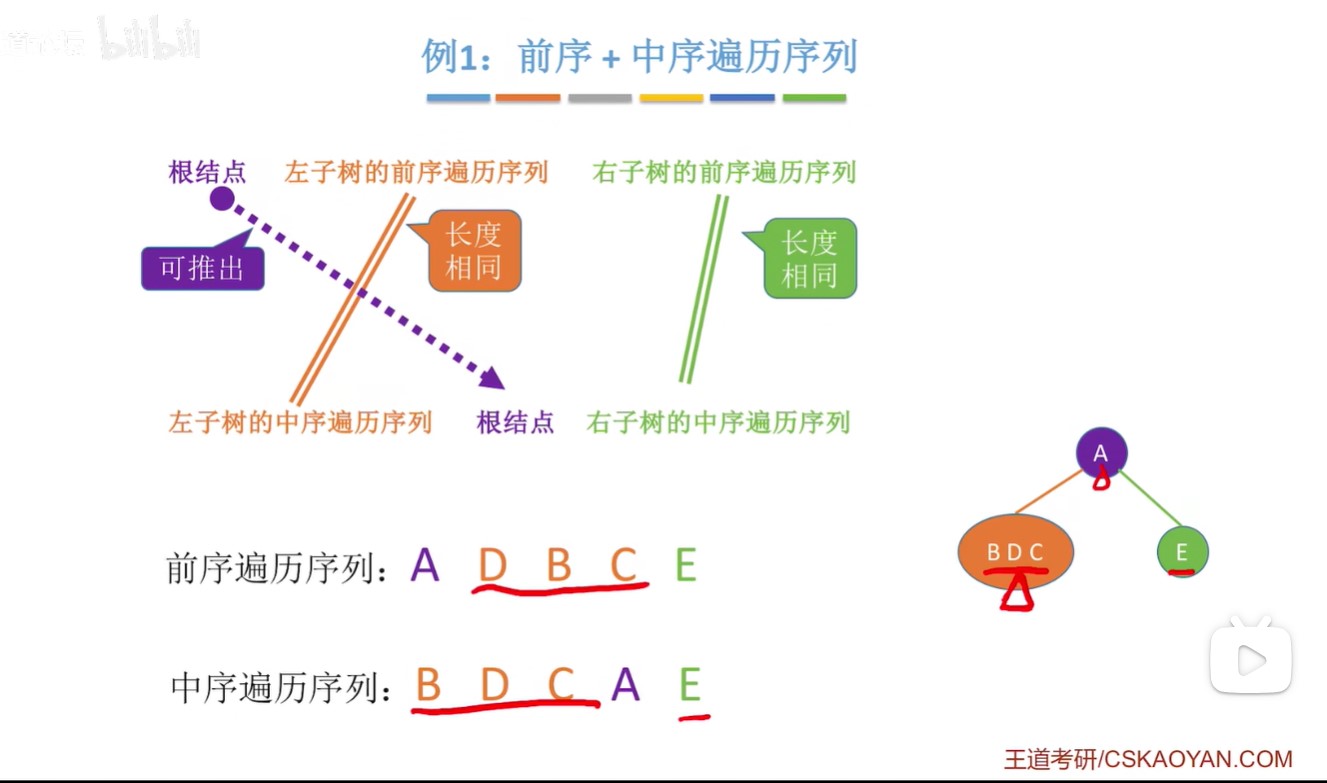 bilibili
例1：前序 + 中序遍历序列
根结点 左子树的前序遍历序列 右子树的前序遍历序列
可推出
长度
相同
长度
相同
左子树的中序遍历序列 根结点 右子树的中序遍历序列
A
B D C
E
前序遍历序列：A D B C E
中序遍历序列：B D C A E
王道考研/CSKAOYAN.COM